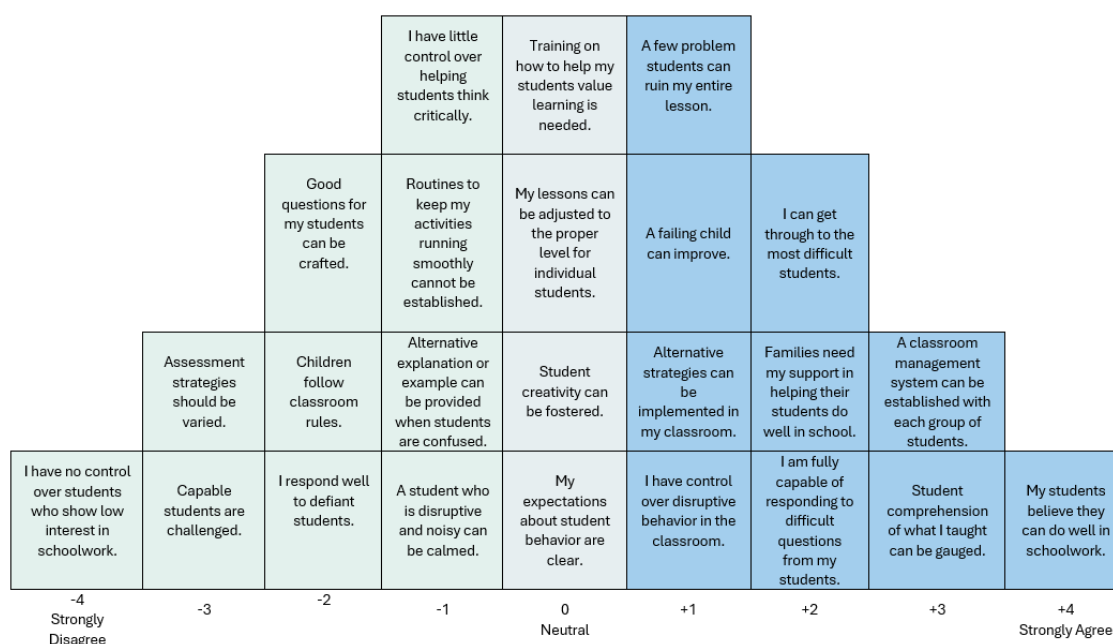 I have little
control over
helping
students think
critically.
Training on
how to help my
students value
learning is
needed.
A few problem
students can
ruin my entire
lesson.
Good
questions for
my students
can be
crafted.
Routines to
keep my
activities
running
smoothly
cannot be
established.
My lessons can
be adjusted to
the proper
level for
individual
students.
A failing child
can improve.
I can get
through to the
most difficult
students.
Assessment
strategies
should be
varied.
Children
follow
classroom
rules.
Alternative
explanation or
example can
be provided
when students
are confused.
Student
creativity can
be fostered.
Alternative
strategies can
be
implemented in
my classroom.
Families need
my support in
helping their
students do
well in school.
A classroom
management
system can be
established with
each group of
students.
I have no control
over students
who show low
interest in
schoolwork.
Capable
students are
challenged.
I respond well
to defiant
students.
A student who
is disruptive
and noisy can
be calmed.
My
expectations
about student
behavior are
clear.
I have control
over disruptive
behavior in the
classroom.
I am fully
capable of
responding to
difficult
questions
from my
students.
Student
comprehension
of what I taught
can be gauged.
My students
believe they
can do well in
schoolwork.
-4
Strongly
Disagree
-3
-2
-1
0
Neutral
+1
+2
+3
+4
Strongly Agree